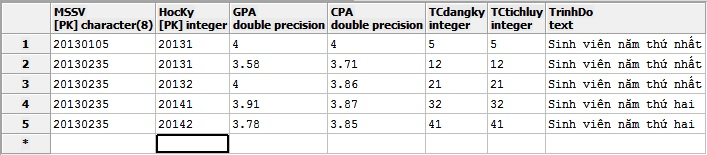 MSSV HocKy GPA CPA TCdangky TCtichluy TrinhDo
[PK] character(8) [PK] integer double precision double precision integer integer text
1 20130105 20131 4 4 5 5 Sinh viên năm thứ nhất
2 20130235 20131 3.58 3.71 12 12 Sinh viên năm thứ nhất
3 20130235 20132 4 3.86 21 21 Sinh viên năm thứ nhất
4 20130235 20141 3.91 3.87 32 32 Sinh viên năm thứ hai
5 20130235 20142 3.78 3.85 41 41 Sinh viên năm thứ hai
*